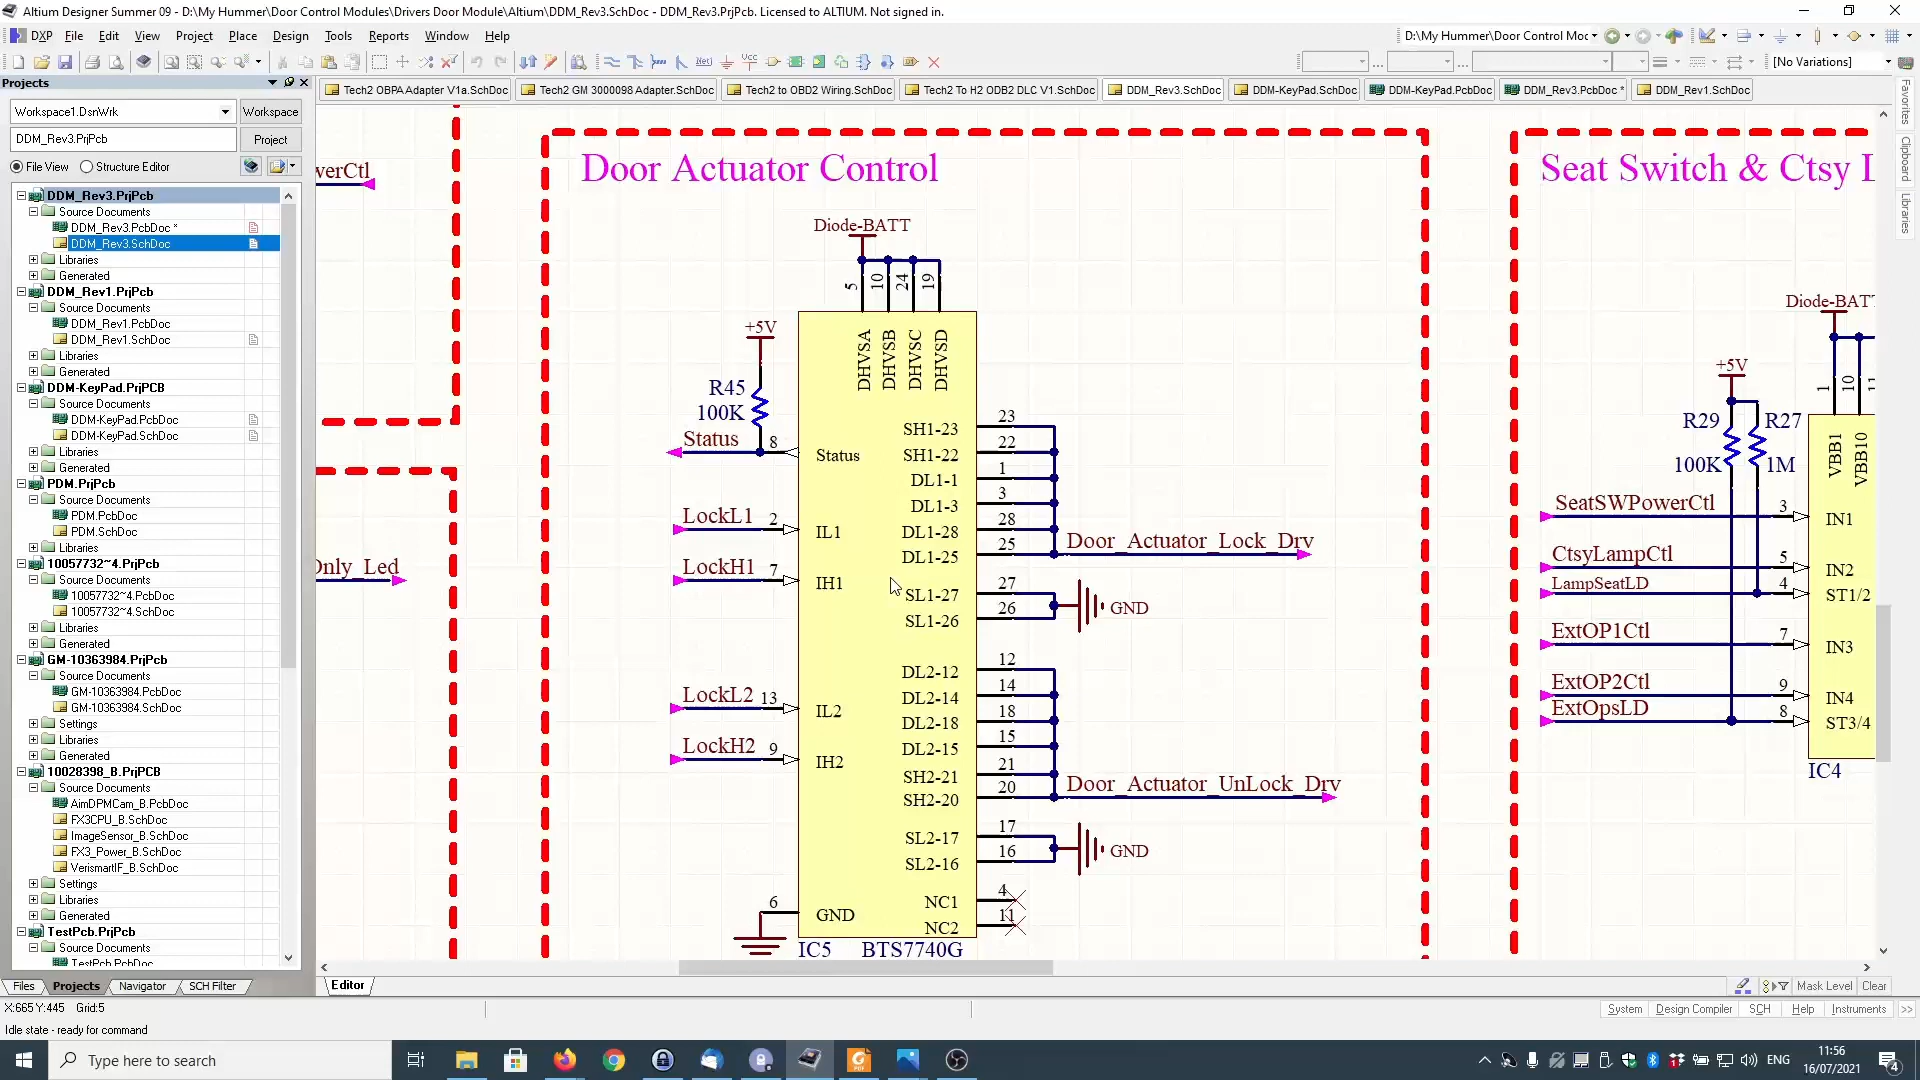 Altium Designer Summer 09 - D:\My Hummer\Door Control Modules\Drivers Door Module\Altium\DDM_Rev3.SchDoc - DDM_Rev3.PrjPcb. Licensed to ALTIUM. Not signed in.
DXP File Edit View Project Place Design Tools Reports Window Help
D:\My Hummer\Door Control Moc
[No Variations]
Projects
Tech2 OBPA Adapter V1a.SchDoc Tech2 GM 3000098 Adapter.SchDoc Tech2 to OBD2 Wiring.SchDoc Tech2 To H2 ODB2 DLC V1.SchDoc DDM_Rev3.SchDoc DDM-KeyPad.SchDoc DDM-KeyPad.PcbDoc DDM_Rev3.PcbDoc * DDM_Rev1.SchDoc
Workspace1.DsnWrk Workspace
DDM_Rev3.PrjPcb Project
File View Structure Editor
DDM_Rev3.PrjPcb
Source Documents
DDM_Rev3.PcbDoc *
DDM_Rev3.SchDoc
Libraries
Generated
DDM_Rev1.PrjPcb
Source Documents
DDM_Rev1.PcbDoc
DDM_Rev1.SchDoc
Libraries
Generated
DDM-KeyPad.PrjPCB
Source Documents
DDM-KeyPad.PcbDoc
DDM-KeyPad.SchDoc
Libraries
Generated
PDM.PrjPcb
Source Documents
PDM.PcbDoc
PDM.SchDoc
Libraries
10057732~4.PrjPcb
Source Documents
10057732~4.PcbDoc
10057732~4.SchDoc
Libraries
Generated
GM-10363984.PrjPcb
Source Documents
GM-10363984.PcbDoc
GM-10363984.SchDoc
Settings
Libraries
Generated
10028398_B.PrjPCB
Source Documents
AimDPMCam_B.PcbDoc
FX3CPU_B.SchDoc
ImageSensor_B.SchDoc
FX3_Power_B.SchDoc
VerismartIF_B.SchDoc
Settings
Libraries
Generated
TestPcb.PrjPcb
Source Documents
TestPcb.PcbDoc
Files Projects Navigator SCH Filter
werCtl
Only_Led
Door Actuator Control
Diode-BATT
5 10 24 19
DHVSA DHVSB DHVSC DHVSD
+5V
R45
100K
Status 8 Status
LockL1 2 IL1
LockH1 7 IH1
LockL2 13 IL2
LockH2 9 IH2
6 GND
SH1-23 23
SH1-22 22
DL1-1 1
DL1-3 3
DL1-28 28
DL1-25 25 Door_Actuator_Lock_Drv
SL1-27 27
GND
SL1-26 26
DL2-12 12
DL2-14 14
DL2-18 18
DL2-15 15
SH2-21 21
SH2-20 20 Door_Actuator_UnLock_Drv
SL2-17 17
GND
SL2-16 16
NC1 4
NC2 11
IC5 BTS7740G
Seat Switch & Ctsy L
Diode-BAT
1 10 11
VBB1 VBB10
+5V
R29 R27
100K 1M
SeatSWPowerCtl 3 IN1
CtsyLampCtl 5 IN2
LampSeatLD 4 ST1/2
ExtOP1Ctl 7 IN3
ExtOP2Ctl 9 IN4
ExtOpsLD 8 ST3/4
IC4
Favorites
Clipboard
Libraries
Editor
Mask Level Clear
X:665 Y:445 Grid:5
System Design Compiler SCH Help Instruments >>
Idle state - ready for command
Type here to search
ENG
11:56
16/07/2021
4